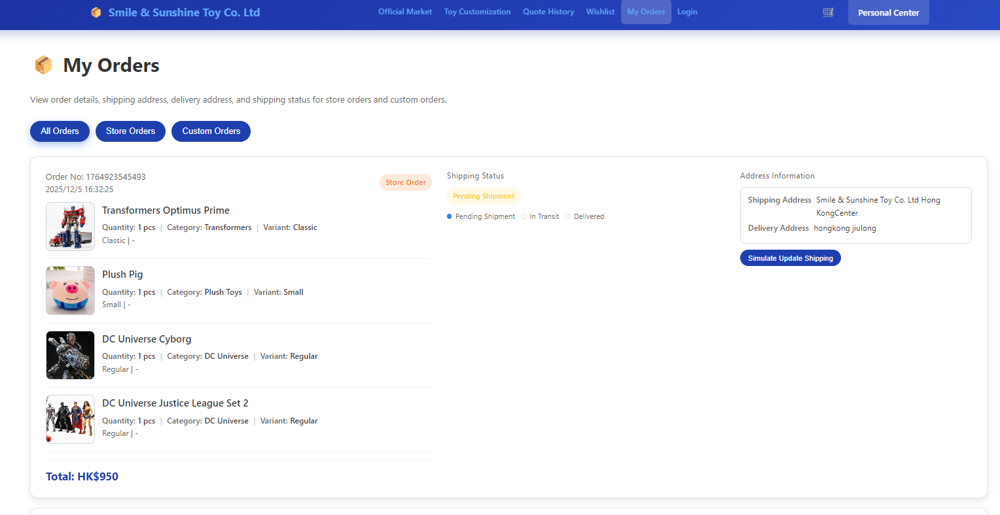 Smile & Sunshine Toy Co. Ltd
Official Market
Toy Customization
Quote History
Wishlist
My Orders
Login
Personal Center
My Orders
View order details, shipping address, delivery address, and shipping status for store orders and custom orders.
All Orders
Store Orders
Custom Orders
Order No: 1764923545493
2025/12/5 16:32:25
Store Order
Transformers Optimus Prime
Quantity: 1 pcs | Category: Transformers | Variant: Classic
Classic | -
Plush Pig
Quantity: 1 pcs | Category: Plush Toys | Variant: Small
Small | -
DC Universe Cyborg
Quantity: 1 pcs | Category: DC Universe | Variant: Regular
Regular | -
DC Universe Justice League Set 2
Quantity: 1 pcs | Category: DC Universe | Variant: Regular
Regular | -
Total: HK$950
Shipping Status
Pending Shipment
Pending Shipment
In Transit
Delivered
Address Information
Shipping Address Smile & Sunshine Toy Co. Ltd Hong
KongCenter
Delivery Address hongkong jiulong
Simulate Update Shipping